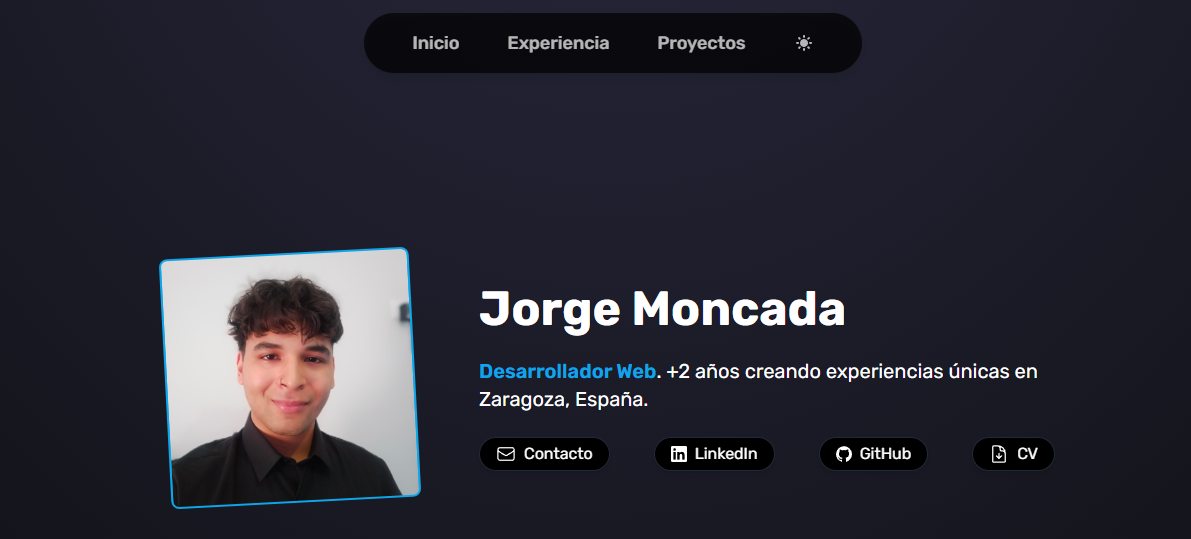 Inicio Experiencia Proyectos
Jorge Moncada
Desarrollador Web. +2 años creando experiencias únicas en
Zaragoza, España.
Contacto LinkedIn GitHub CV